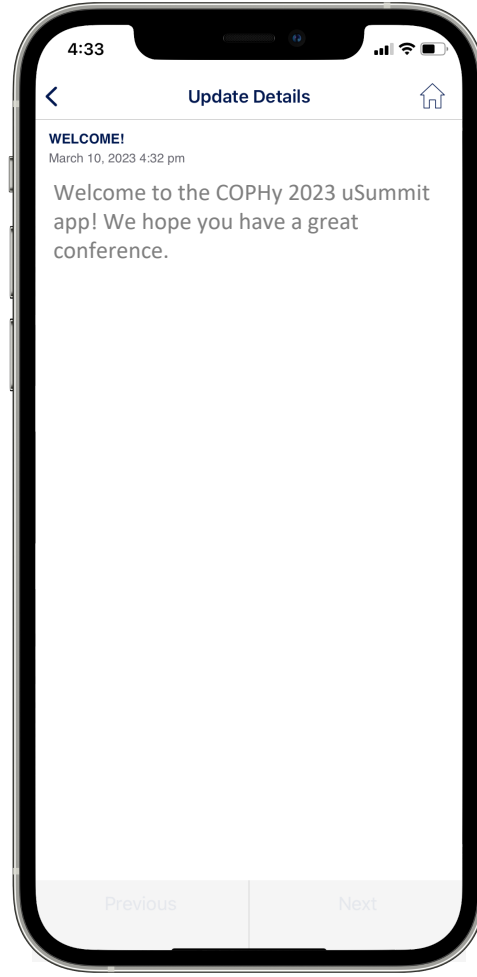 4:33
Update Details
WELCOME!
March 10, 2023 4:32 pm
Welcome to the COPHy 2023 uSummit
app! We hope you have a great
conference.
Previous
Next